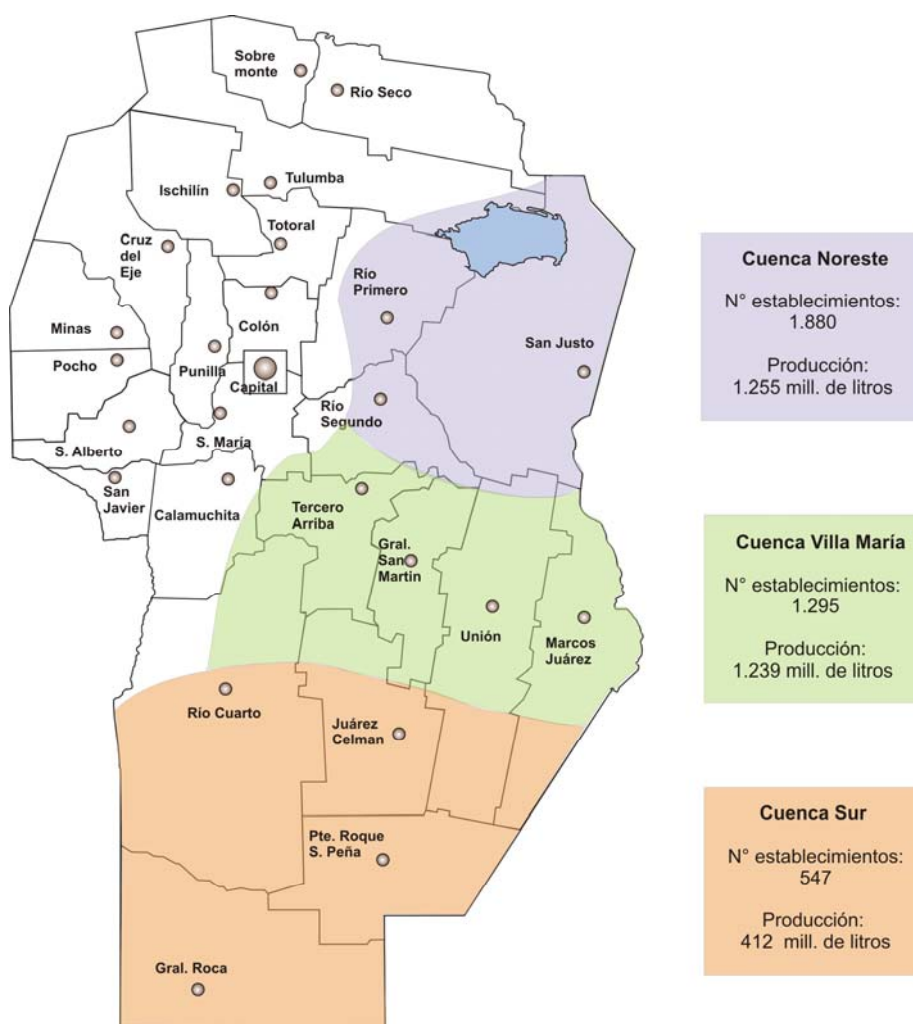 Sobre
monte
Río Seco
Ischilín
Tulumba
Totoral
Cruz
del
Eje
Río
Primero
Minas
Colón
San Justo
Pocho
Punilla
Capital
Río
Segundo
S. Alberto
S. María
San
Javier
Calamuchita
Tercero
Arriba
Gral.
San
Martin
Unión
Marcos
Juárez
Río Cuarto
Juárez
Celman
Pte. Roque
S. Peña
Gral. Roca
Cuenca Noreste
N° establecimientos:
1.880
Producción:
1.255 mill. de litros
Cuenca Villa María
N° establecimientos:
1.295
Producción:
1.239 mill. de litros
Cuenca Sur
N° establecimientos:
547
Producción:
412 mill. de litros